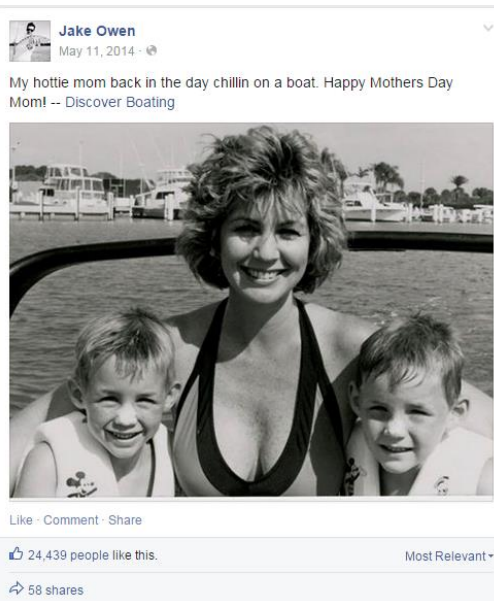 Jake Owen
May 11, 2014 ·
My hottie mom back in the day chillin on a boat. Happy Mothers Day
Mom! -- Discover Boating
Like · Comment · Share
24,439 people like this.
Most Relevant
58 shares